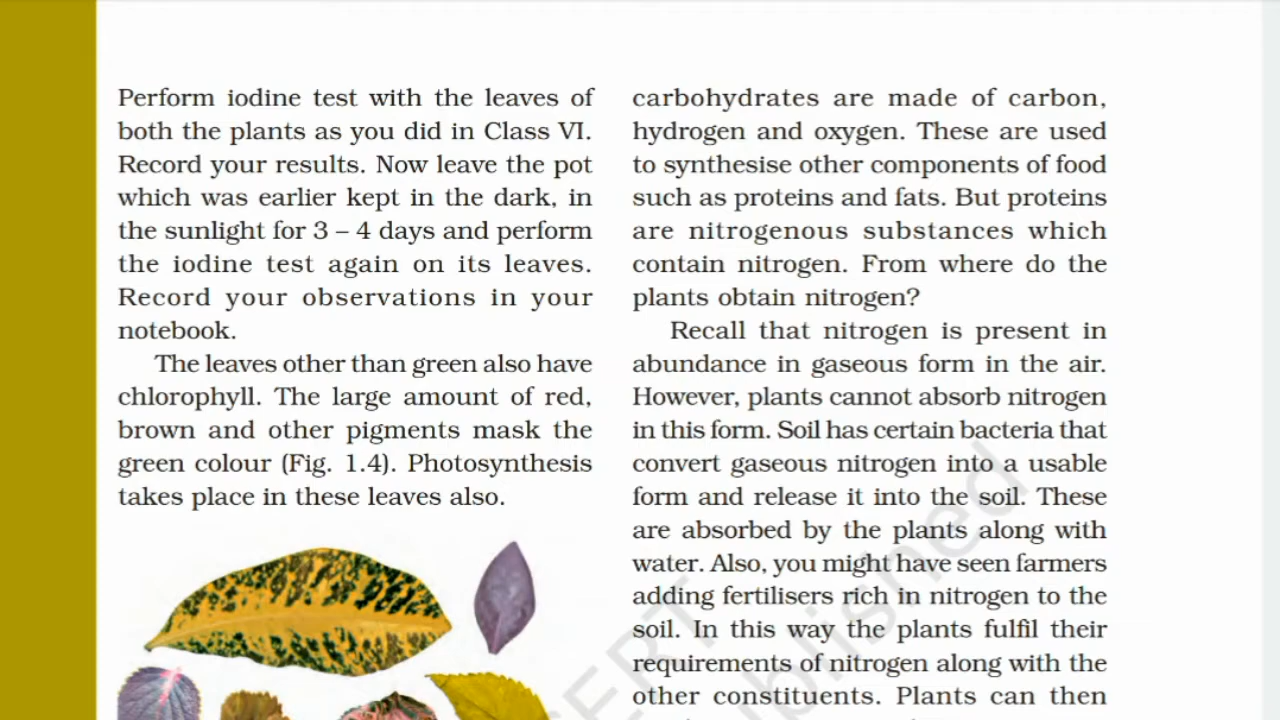 Perform iodine test with the leaves of
both the plants as you did in Class VI.
Record your results. Now leave the pot
which was earlier kept in the dark, in
the sunlight for 3 – 4 days and perform
the iodine test again on its leaves.
Record your observations in your
notebook.
The leaves other than green also have
chlorophyll. The large amount of red,
brown and other pigments mask the
green colour (Fig. 1.4). Photosynthesis
takes place in these leaves also.
carbohydrates are made of carbon,
hydrogen and oxygen. These are used
to synthesise other components of food
such as proteins and fats. But proteins
are nitrogenous substances which
contain nitrogen. From where do the
plants obtain nitrogen?
Recall that nitrogen is present in
abundance in gaseous form in the air.
However, plants cannot absorb nitrogen
in this form. Soil has certain bacteria that
convert gaseous nitrogen into a usable
form and release it into the soil. These
are absorbed by the plants along with
water. Also, you might have seen farmers
adding fertilisers rich in nitrogen to the
soil. In this way the plants fulfil their
requirements of nitrogen along with the
other constituents. Plants can then